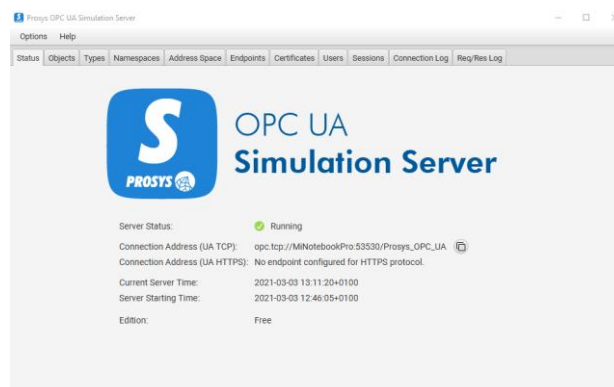 Prosys OPC UA Simulation Server
Options Help
Status Objects Types Namespaces Address Space Endpoints Certificates Users Sessions Connection Log Req/Res Log
S
PROSYS
OPC UA
Simulation Server
Server Status: Running
Connection Address (UA TCP): opc.tcp://MiNotebookPro:53530/Prosys_OPC_UA
Connection Address (UA HTTPS): No endpoint configured for HTTPS protocol.
Current Server Time: 2021-03-03 13:11:20+0100
Server Starting Time: 2021-03-03 12:46:05+0100
Edition: Free